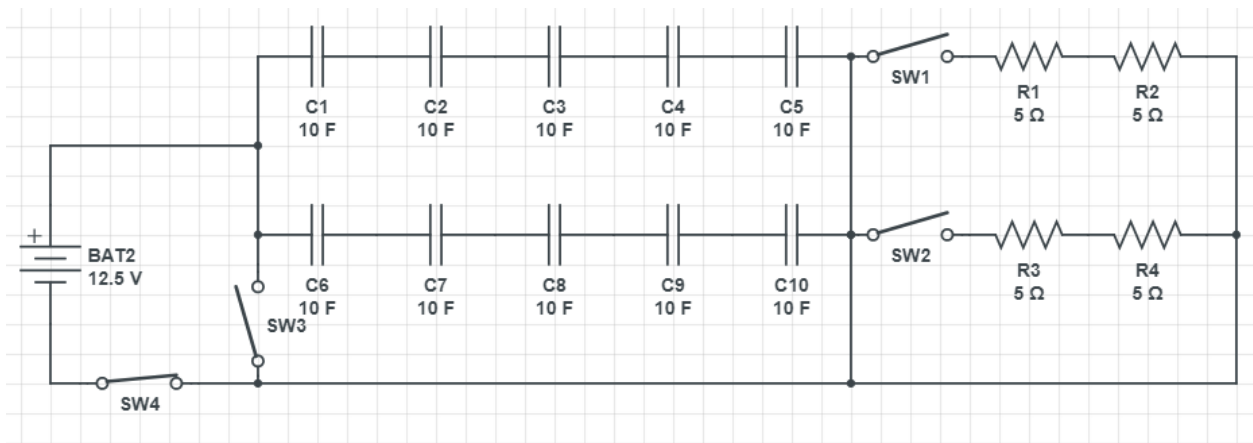 C1
10 F
C2
10 F
C3
10 F
C4
10 F
C5
10 F
SW1
R1
5 Ω
R2
5 Ω
+
BAT2
12.5 V
C6
10 F
C7
10 F
C8
10 F
C9
10 F
C10
10 F
SW2
R3
5 Ω
R4
5 Ω
SW3
SW4